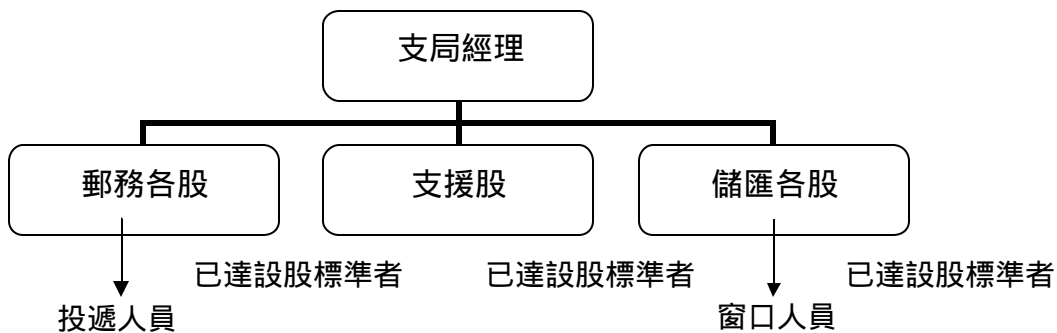 支局經理
郵務各股
支援股
儲匯各股
已達設股標準者
已達設股標準者
已達設股標準者
投遞人員
窗口人員